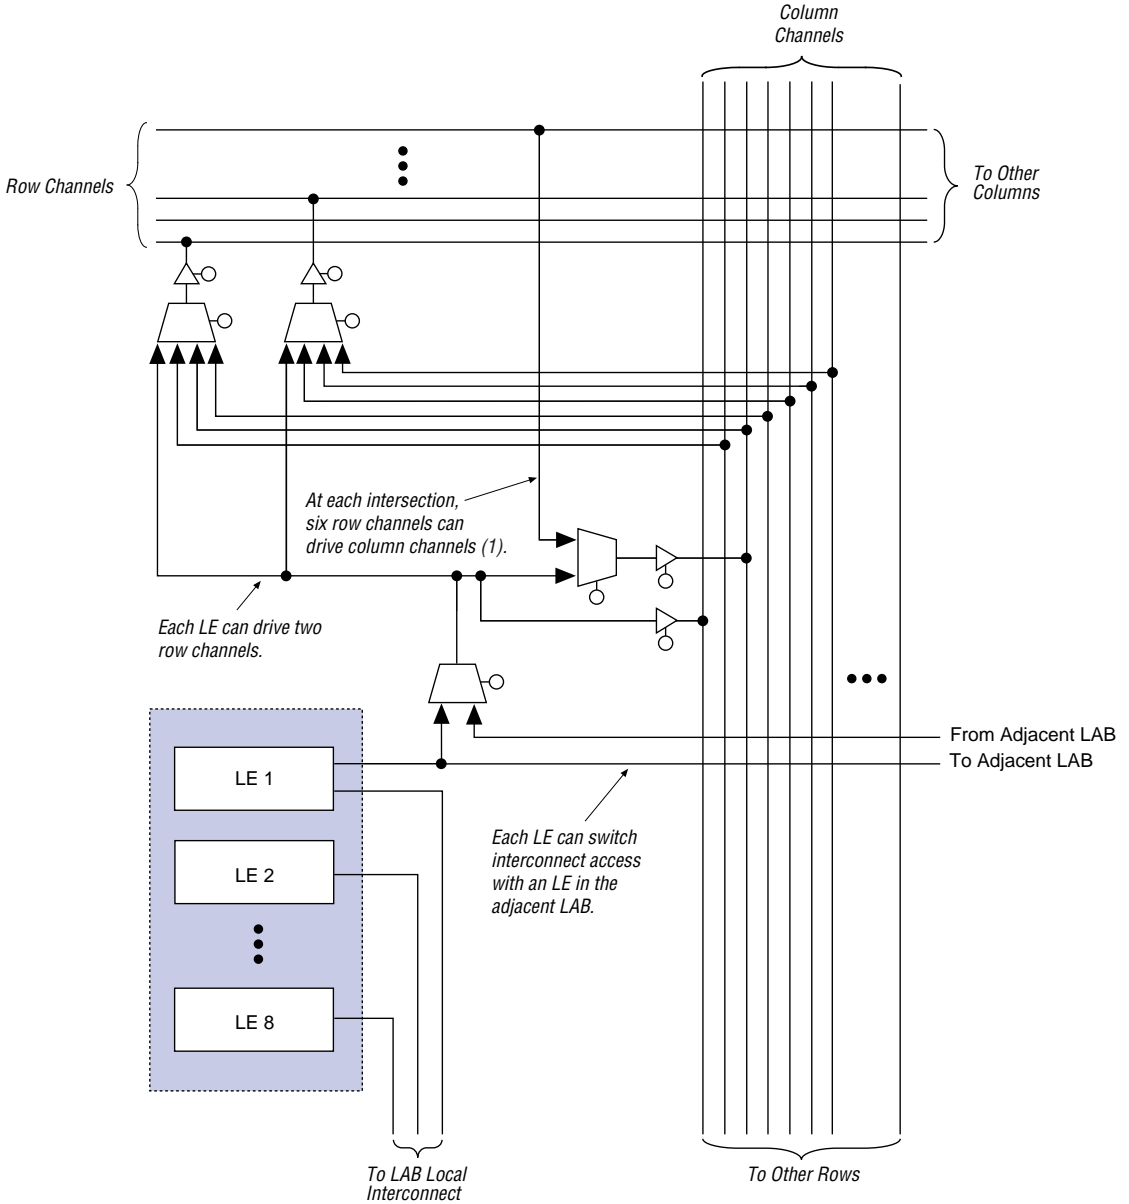 Column
Channels
Row Channels
To Other
Columns
At each intersection,
six row channels can
drive column channels (1).
Each LE can drive two
row channels.
From Adjacent LAB
To Adjacent LAB
LE 1
Each LE can switch
interconnect access
with an LE in the
adjacent LAB.
LE 2
LE 8
To LAB Local
Interconnect
To Other Rows